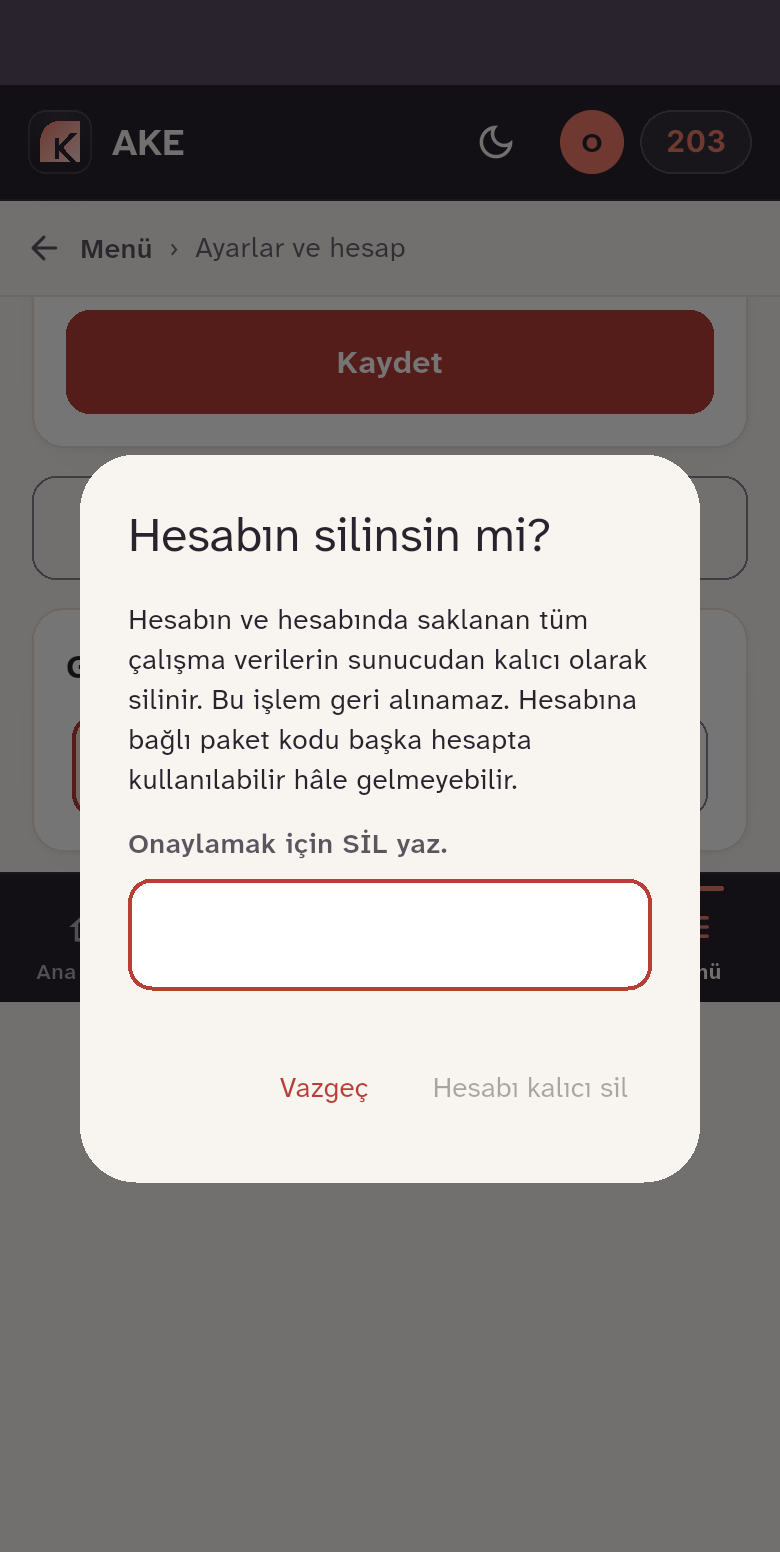 AKE
O
203
Menü › Ayarlar ve hesap
Kaydet
Hesabın silinsin mi?
Hesabın ve hesabında saklanan tüm
çalışma verilerin sunucudan kalıcı olarak
silinir. Bu işlem geri alınamaz. Hesabına
bağlı paket kodu başka hesapta
kullanılabilir hâle gelmeyebilir.
Onaylamak için SİL yaz.
Vazgeç
Hesabı kalıcı sil
Ana